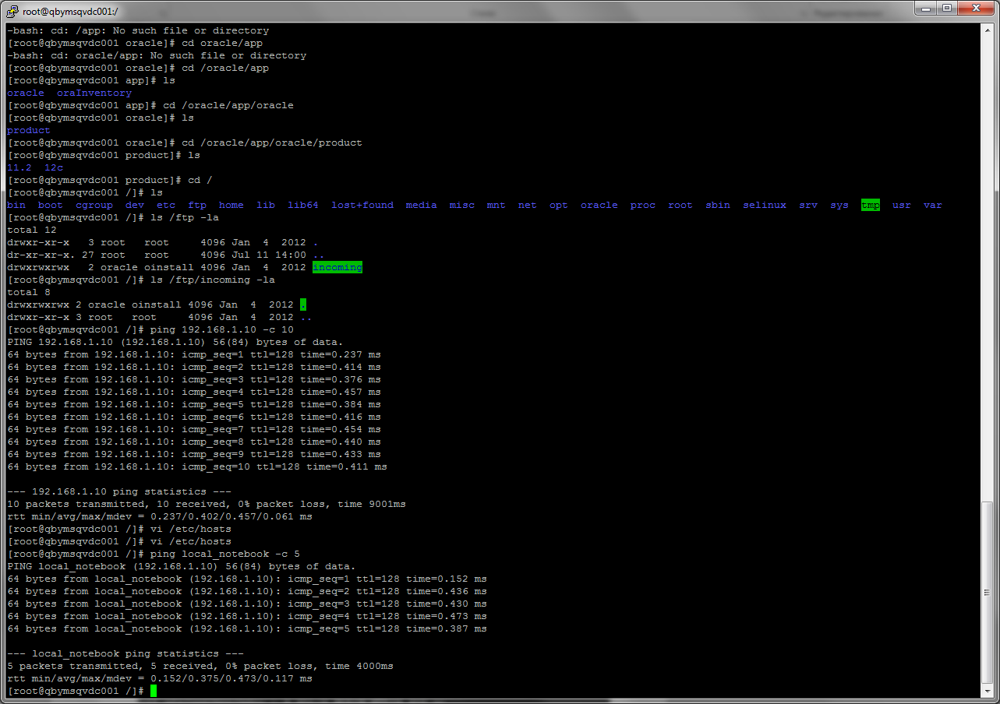 root@qbymsqvdc001:/
-bash: cd: /app: No such file or directory
[root@qbymsqvdc001 oracle]# cd oracle/app
-bash: cd: oracle/app: No such file or directory
[root@qbymsqvdc001 oracle]# cd /oracle/app
[root@qbymsqvdc001 app]# ls
oracle  oraInventory
[root@qbymsqvdc001 app]# cd /oracle/app/oracle
[root@qbymsqvdc001 oracle]# ls
product
[root@qbymsqvdc001 oracle]# cd /oracle/app/oracle/product
[root@qbymsqvdc001 product]# ls
11.2  12c
[root@qbymsqvdc001 product]# cd /
[root@qbymsqvdc001 /]# ls
bin  boot  cgroup  dev  etc  ftp  home  lib  lib64  lost+found  media  misc  mnt  net  opt  oracle  proc  root  sbin  selinux  srv  sys  tmp  usr  var
[root@qbymsqvdc001 /]# ls /ftp -la
total 12
drwxr-xr-x   3 root   root     4096 Jan  4  2012 .
dr-xr-xr-x. 27 root   root     4096 Jul 11 14:00 ..
drwxrwxrwx   2 oracle oinstall 4096 Jan  4  2012 incoming
[root@qbymsqvdc001 /]# ls /ftp/incoming -la
total 8
drwxrwxrwx 2 oracle oinstall 4096 Jan  4  2012 .
drwxr-xr-x 3 root   root     4096 Jan  4  2012 ..
[root@qbymsqvdc001 /]# ping 192.168.1.10 -c 10
PING 192.168.1.10 (192.168.1.10) 56(84) bytes of data.
64 bytes from 192.168.1.10: icmp_seq=1 ttl=128 time=0.237 ms
64 bytes from 192.168.1.10: icmp_seq=2 ttl=128 time=0.414 ms
64 bytes from 192.168.1.10: icmp_seq=3 ttl=128 time=0.376 ms
64 bytes from 192.168.1.10: icmp_seq=4 ttl=128 time=0.457 ms
64 bytes from 192.168.1.10: icmp_seq=5 ttl=128 time=0.384 ms
64 bytes from 192.168.1.10: icmp_seq=6 ttl=128 time=0.416 ms
64 bytes from 192.168.1.10: icmp_seq=7 ttl=128 time=0.454 ms
64 bytes from 192.168.1.10: icmp_seq=8 ttl=128 time=0.440 ms
64 bytes from 192.168.1.10: icmp_seq=9 ttl=128 time=0.433 ms
64 bytes from 192.168.1.10: icmp_seq=10 ttl=128 time=0.411 ms
--- 192.168.1.10 ping statistics ---
10 packets transmitted, 10 received, 0% packet loss, time 9001ms
rtt min/avg/max/mdev = 0.237/0.402/0.457/0.061 ms
[root@qbymsqvdc001 /]# vi /etc/hosts
[root@qbymsqvdc001 /]# vi /etc/hosts
[root@qbymsqvdc001 /]# ping local_notebook -c 5
PING local_notebook (192.168.1.10) 56(84) bytes of data.
64 bytes from local_notebook (192.168.1.10): icmp_seq=1 ttl=128 time=0.152 ms
64 bytes from local_notebook (192.168.1.10): icmp_seq=2 ttl=128 time=0.436 ms
64 bytes from local_notebook (192.168.1.10): icmp_seq=3 ttl=128 time=0.430 ms
64 bytes from local_notebook (192.168.1.10): icmp_seq=4 ttl=128 time=0.473 ms
64 bytes from local_notebook (192.168.1.10): icmp_seq=5 ttl=128 time=0.387 ms
--- local_notebook ping statistics ---
5 packets transmitted, 5 received, 0% packet loss, time 4000ms
rtt min/avg/max/mdev = 0.152/0.375/0.473/0.117 ms
[root@qbymsqvdc001 /]#